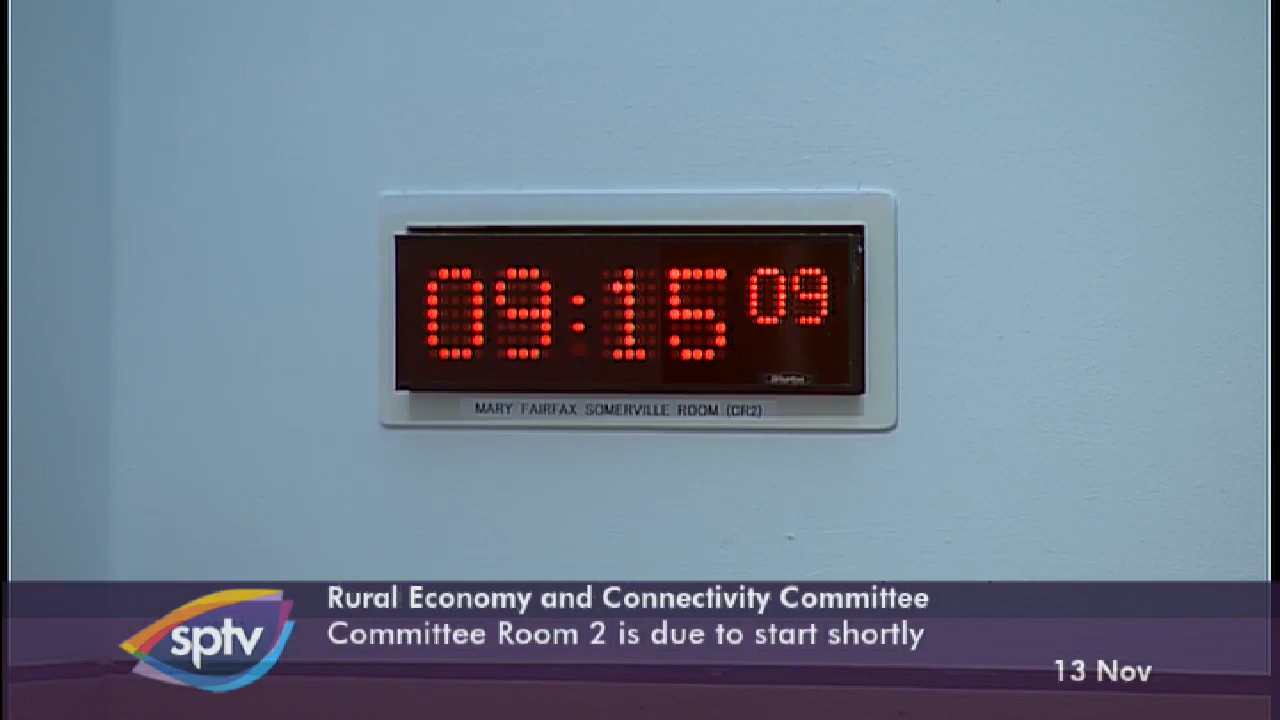 09:15 09
MARY FAIRFAX SOMERVILLE ROOM (CR2)
sptv
Rural Economy and Connectivity Committee
Committee Room 2 is due to start shortly
13 Nov